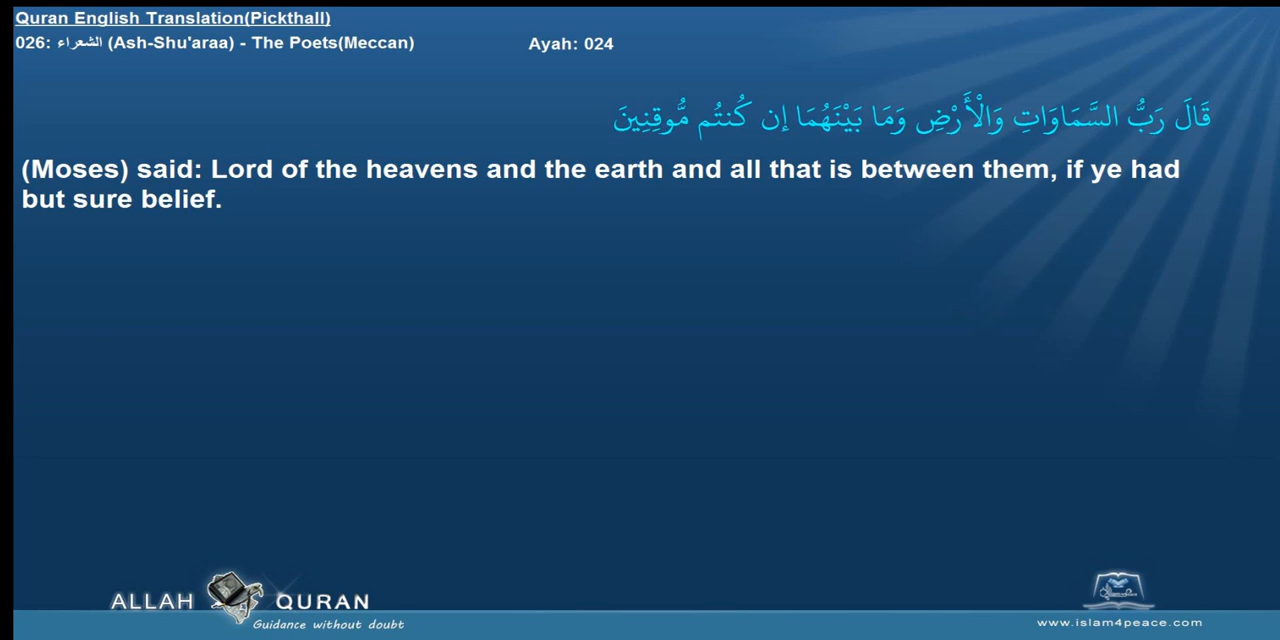 Quran English Translation(Pickthall)
026: الشعراء (Ash-Shu'araa) - The Poets(Meccan) Ayah: 024
قَالَ رَبُّ السَّمَاوَاتِ وَالْأَرْضِ وَمَا بَيْنَهُمَا إِن كُنتُم مُّوقِنِينَ
(Moses) said: Lord of the heavens and the earth and all that is between them, if ye had
but sure belief.
ALLAH QURAN
Guidance without doubt
www.islam4peace.com